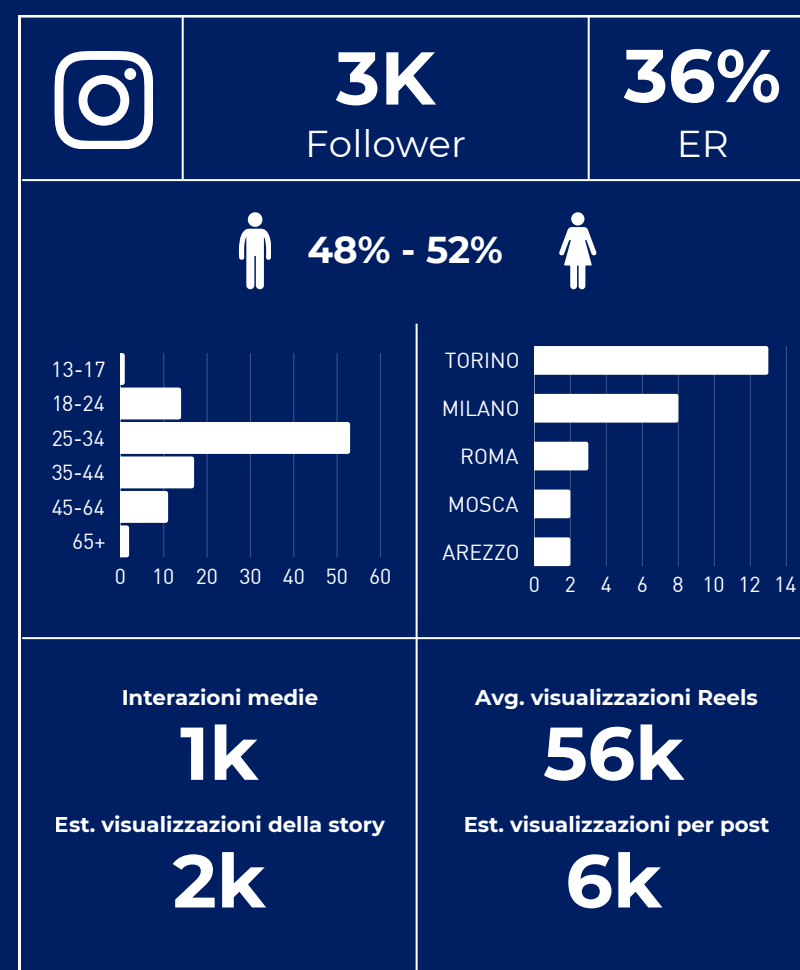 3K
Follower
36%
ER
48% - 52%
13-17
18-24
25-34
35-44
45-64
65+
0 10 20 30 40 50 60
TORINO
MILANO
ROMA
MOSCA
AREZZO
0 2 4 6 8 10 12 14
Interazioni medie
1k
Est. visualizzazioni della story
2k
Avg. visualizzazioni Reels
56k
Est. visualizzazioni per post
6k